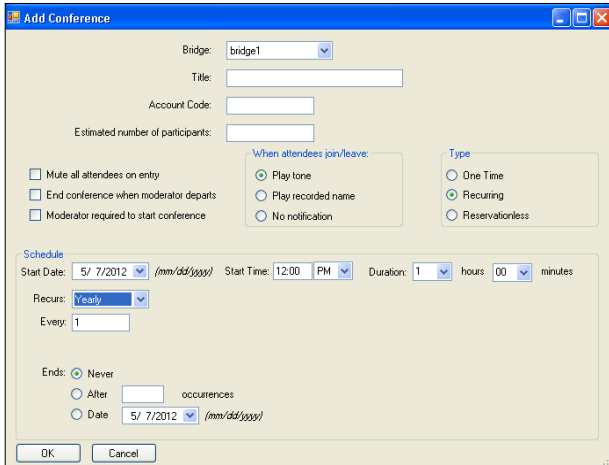 Add Conference
Bridge: bridge1
Title:
Account Code:
Estimated number of participants:
When attendees join/leave:
Type
Mute all attendees on entry
Play tone
One Time
End conference when moderator departs
Play recorded name
Recurring
Moderator required to start conference
No notification
Reservationless
Schedule
Start Date: 5/ 7/2012 (mm/dd/yyyy) Start Time: 12:00 PM Duration: 1 hours 00 minutes
Recurs: Yearly
Every: 1
Ends: Never
After occurrences
Date 5/ 7/2012 (mm/dd/yyyy)
OK Cancel